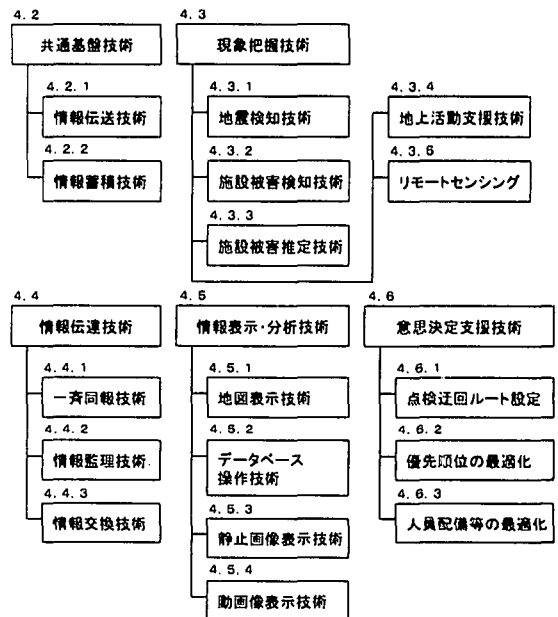 4.2
共通基盤技術
4.2.1
情報伝送技術
4.2.2
情報蓄積技術
4.3
現象把握技術
4.3.1
地震検知技術
4.3.2
施設被害検知技術
4.3.3
施設被害推定技術
4.3.4
地上活動支援技術
4.3.6
リモートセンシング
4.4
情報伝達技術
4.4.1
一斉同報技術
4.4.2
情報監理技術
4.4.3
情報交換技術
4.5
情報表示・分析技術
4.5.1
地図表示技術
4.5.2
データベース
操作技術
4.5.3
静止画像表示技術
4.5.4
動画像表示技術
4.6
意思決定支援技術
4.6.1
点検迂回ルート設定
4.6.2
優先順位の最適化
4.6.3
人員配備等の最適化